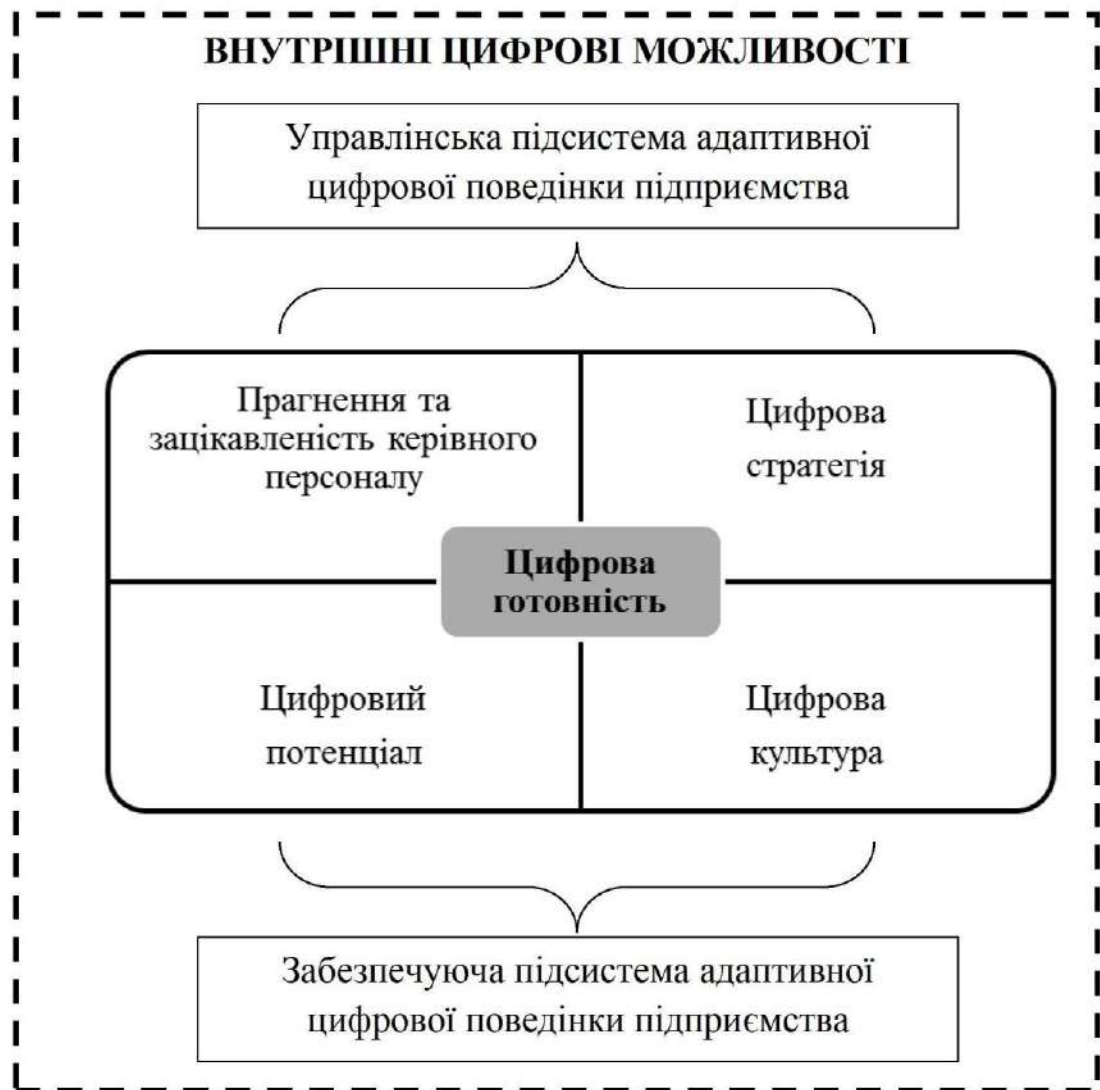 ВНУТРІШНІ ЦИФРОВІ МОЖЛИВОСТІ
Управлінська підсистема адаптивної
цифрової поведінки підприємства
Прагнення та
зацікавленість керівного
персоналу
Цифрова
стратегія
Цифрова
готовність
Цифровий
потенціал
Цифрова
культура
Забезпечуюча підсистема адаптивної
цифрової поведінки підприємства